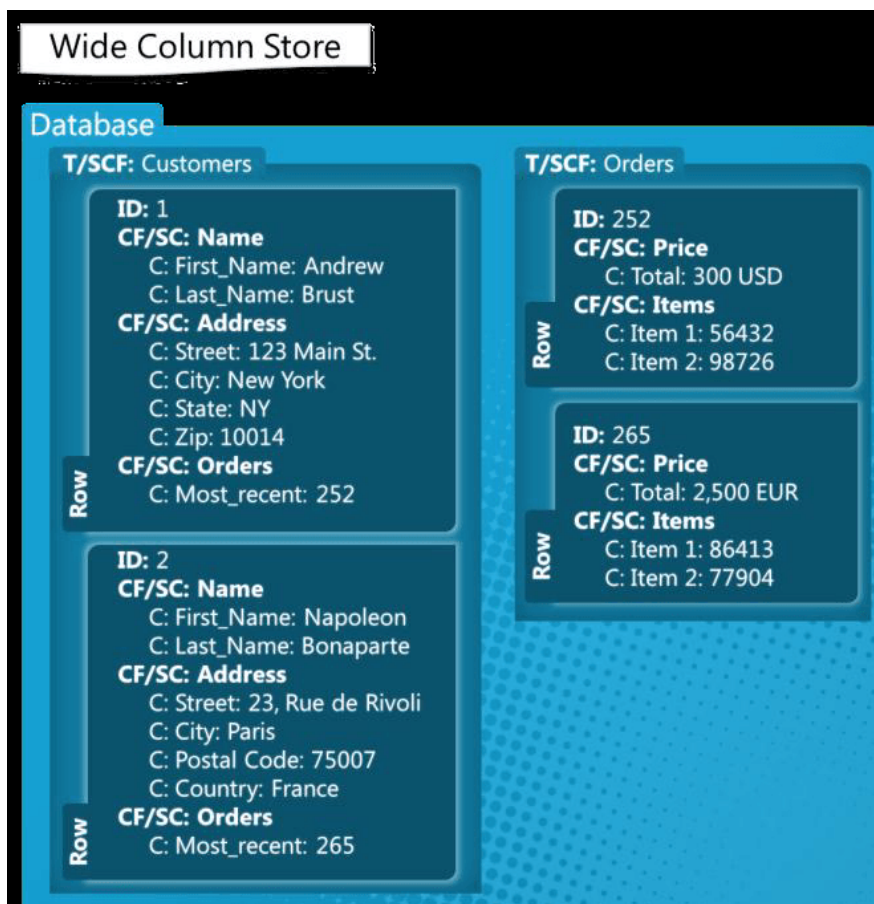 Wide Column Store
Database
T/SCF: Customers
ID: 1
CF/SC: Name
C: First_Name: Andrew
C: Last_Name: Brust
CF/SC: Address
C: Street: 123 Main St.
C: City: New York
C: State: NY
C: Zip: 10014
CF/SC: Orders
C: Most_recent: 252
Row
ID: 2
CF/SC: Name
C: First_Name: Napoleon
C: Last_Name: Bonaparte
CF/SC: Address
C: Street: 23, Rue de Rivoli
C: City: Paris
C: Postal Code: 75007
C: Country: France
CF/SC: Orders
C: Most_recent: 265
Row
T/SCF: Orders
ID: 252
CF/SC: Price
C: Total: 300 USD
CF/SC: Items
C: Item 1: 56432
C: Item 2: 98726
Row
ID: 265
CF/SC: Price
C: Total: 2,500 EUR
CF/SC: Items
C: Item 1: 86413
C: Item 2: 77904
Row